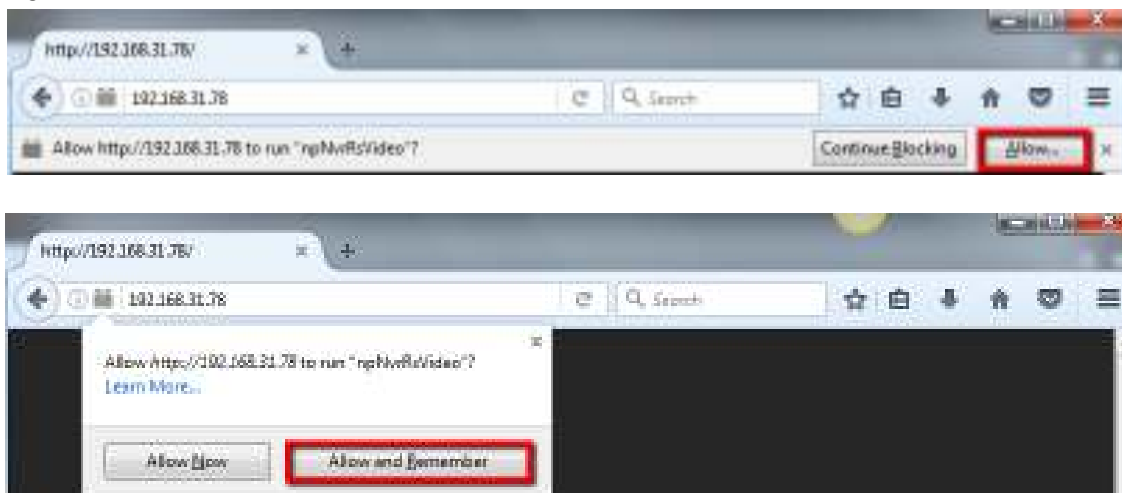 http://192.168.31.78/
192.168.31.78
Search
Allow http://192.168.31.78 to run "npNvrRsVideo"?
Continue Blocking
Allow...
http://192.168.31.78/
192.168.31.78
Search
Allow http://192.168.31.78 to run "npNvrRsVideo"?
Learn More...
Allow Now
Allow and Remember